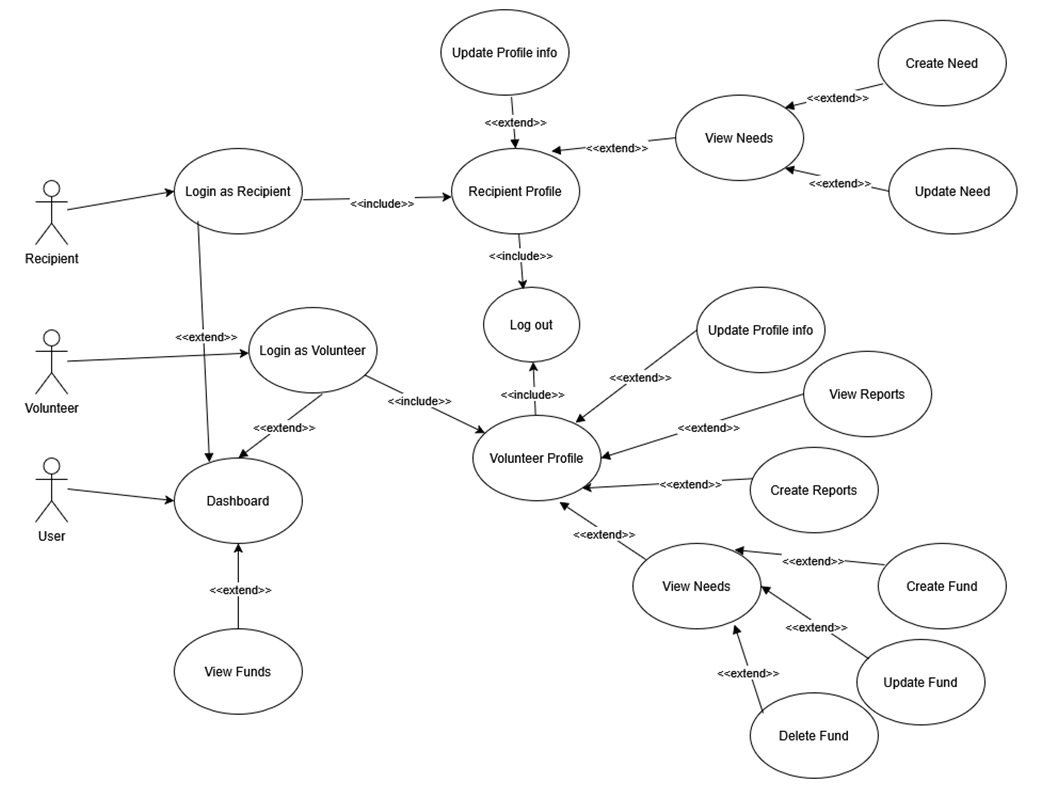 Update Profile info
Create Need
<<extend>>
<<extend>>
View Needs
<<extend>>
Login as Recipient
Recipient Profile
<<extend>>
Update Need
<<include>>
Recipient
<<include>>
Log out
Update Profile info
<<extend>>
Login as Volunteer
<<extend>>
View Reports
Volunteer
<<include>>
<<include>>
<<extend>>
<<extend>>
Volunteer Profile
<<extend>>
Create Reports
Dashboard
User
<<extend>>
<<extend>>
View Needs
Create Fund
<<extend>>
<<extend>>
View Funds
<<extend>>
Update Fund
Delete Fund